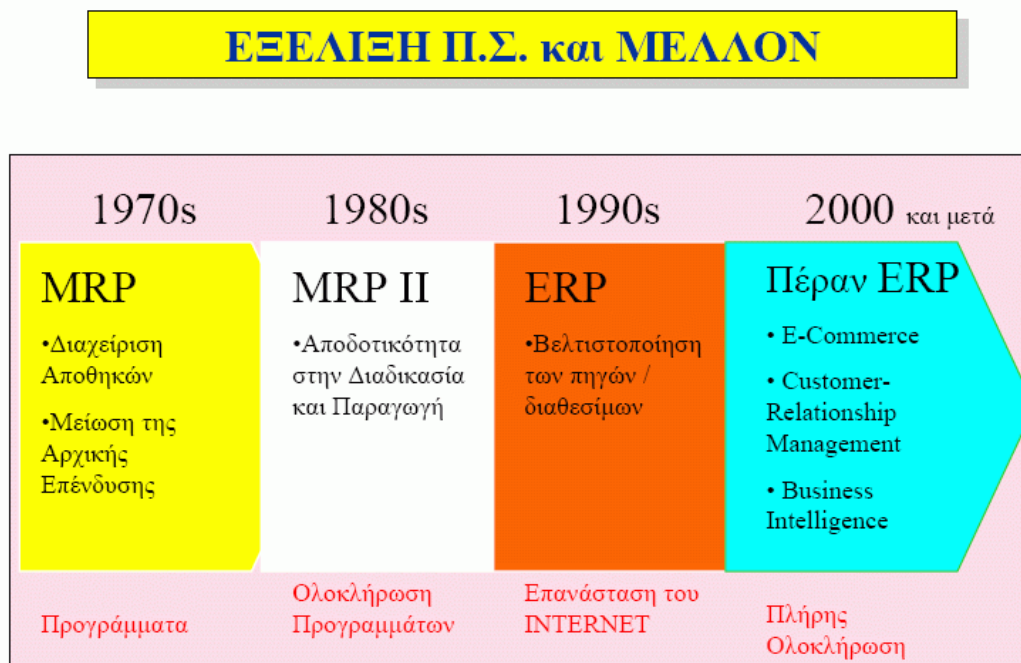 ΕΞΕΛΙΞΗ Π.Σ. και ΜΕΛΛΟΝ
1970s
1980s
1990s
2000 και μετά
MRP
•Διαχείριση
Αποθηκών
•Μείωση της
Αρχικής
Επένδυσης
MRP II
•Αποδοτικότητα
στην Διαδικασία
και Παραγωγή
ERP
•Βελτιστοποίηση
των πηγών /
διαθεσίμων
Πέραν ERP
• E-Commerce
• Customer-
Relationship
Management
• Business
Intelligence
Προγράμματα
Ολοκλήρωση
Προγραμμάτων
Επανάσταση του
INTERNET
Πλήρης
Ολοκλήρωση